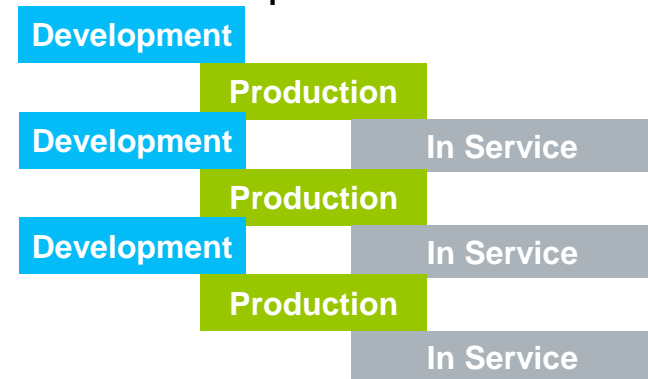 Development
Production
Development
In Service
Production
Development
In Service
Production
In Service